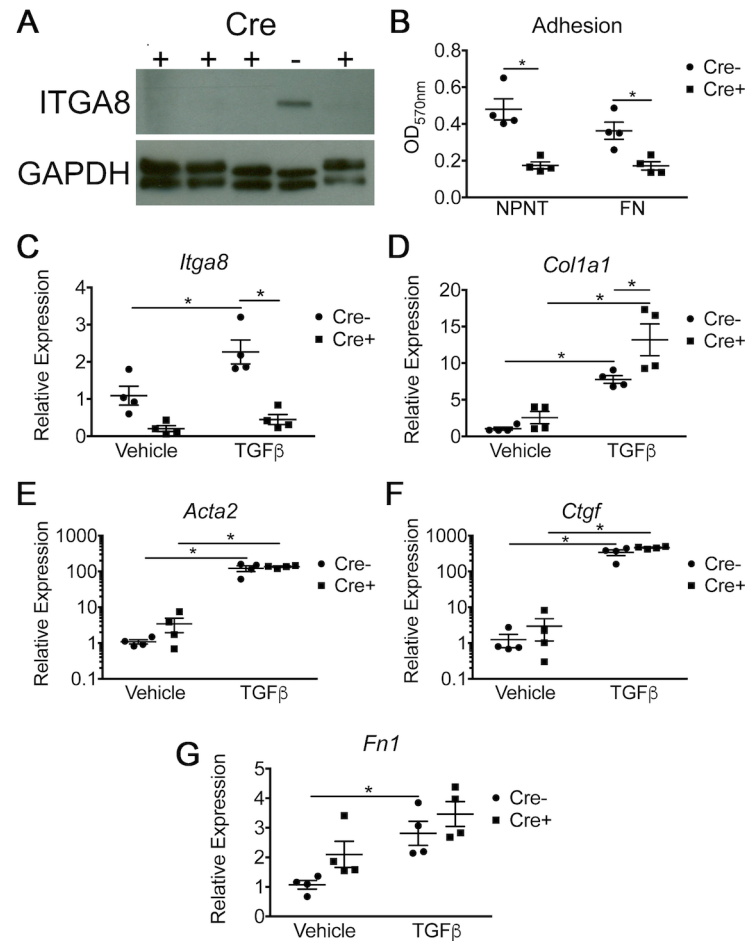 A
Cre
+ + + - +
ITGA8
GAPDH
B
Adhesion
OD570nm
0.8
0.6
0.4
0.2
0.0
* *
NPNT FN
Cre-
Cre+
C
Itga8
Relative Expression
4
3
2
1
0
* *
Vehicle TGFβ
Cre-
Cre+
D
Col1a1
Relative Expression
20
15
10
5
0
* * *
Vehicle TGFβ
Cre-
Cre+
E
Acta2
Relative Expression
1000
100
10
1
0.1
* *
Vehicle TGFβ
Cre-
Cre+
F
Ctgf
Relative Expression
1000
100
10
1
0.1
* *
Vehicle TGFβ
Cre-
Cre+
G
Fn1
Relative Expression
5
4
3
2
1
0
*
Vehicle TGFβ
Cre-
Cre+